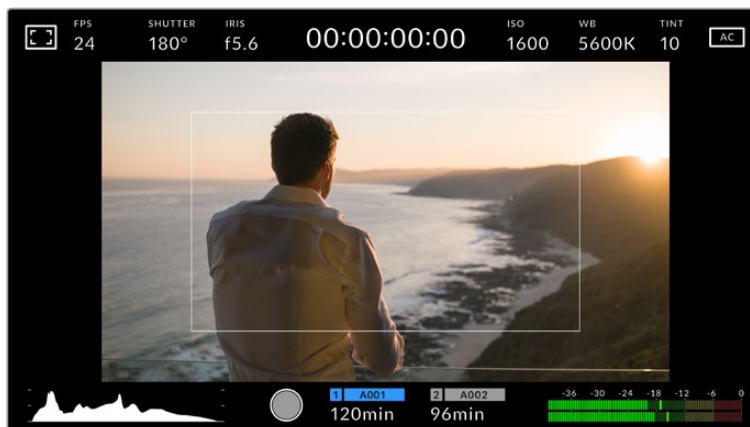 FPS SHUTTER IRIS ISO WB TINT
24 180° f5.6 00:00:00:00 1600 5600K 10 AC
1 A001 2 A002
120min 96min
-36 -30 -24 -18 -12 -6 0